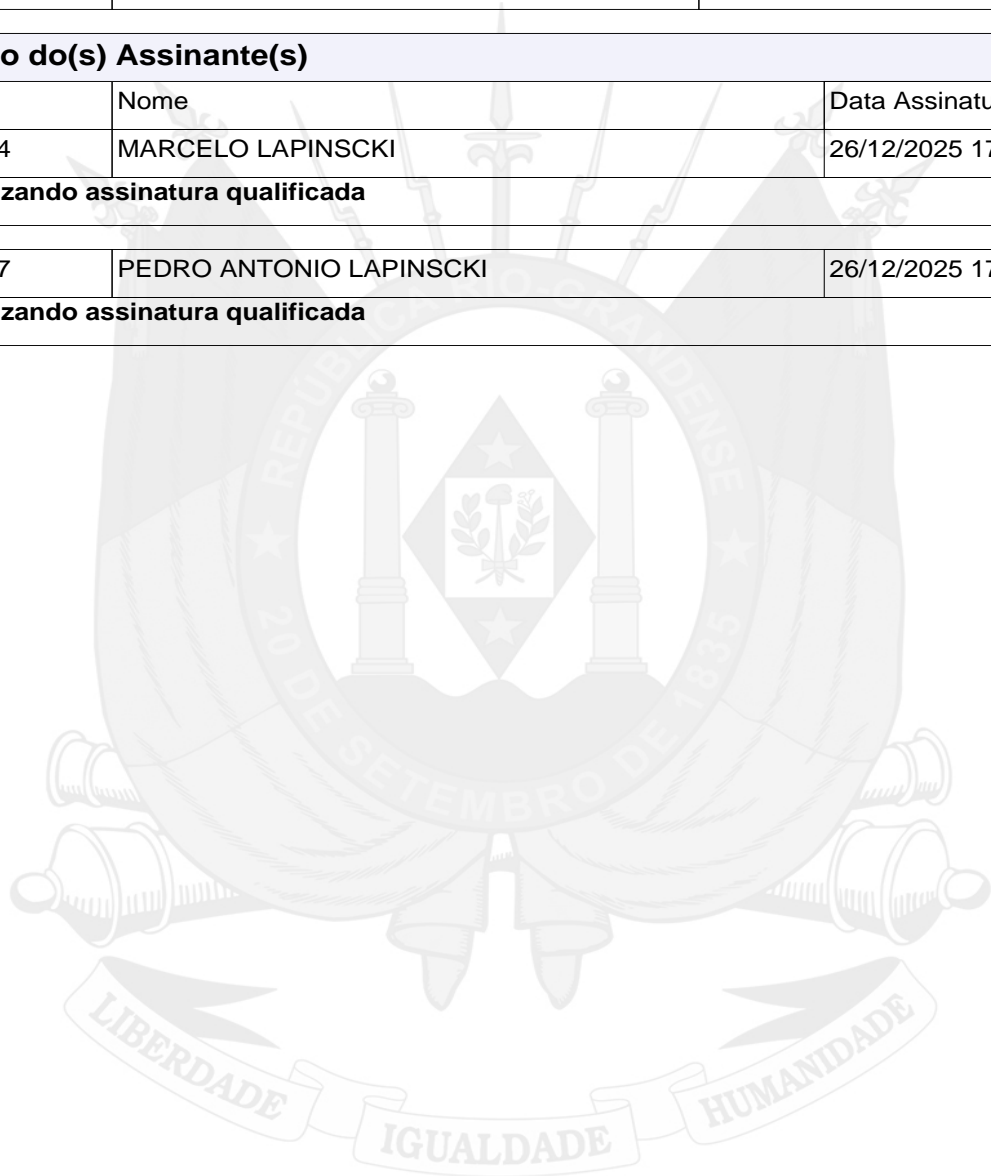 o do(s) Assinante(s)
Nome Data Assinatu
4 MARCELO LAPINSCKI 26/12/2025 17
zando assinatura qualificada
7 PEDRO ANTONIO LAPINSCKI 26/12/2025 17
zando assinatura qualificada
REPÚBLICA RIO-GRANDENSE
20 DE SETEMBRO DE 1835
LIBERDADE IGUALDADE HUMANIDADE